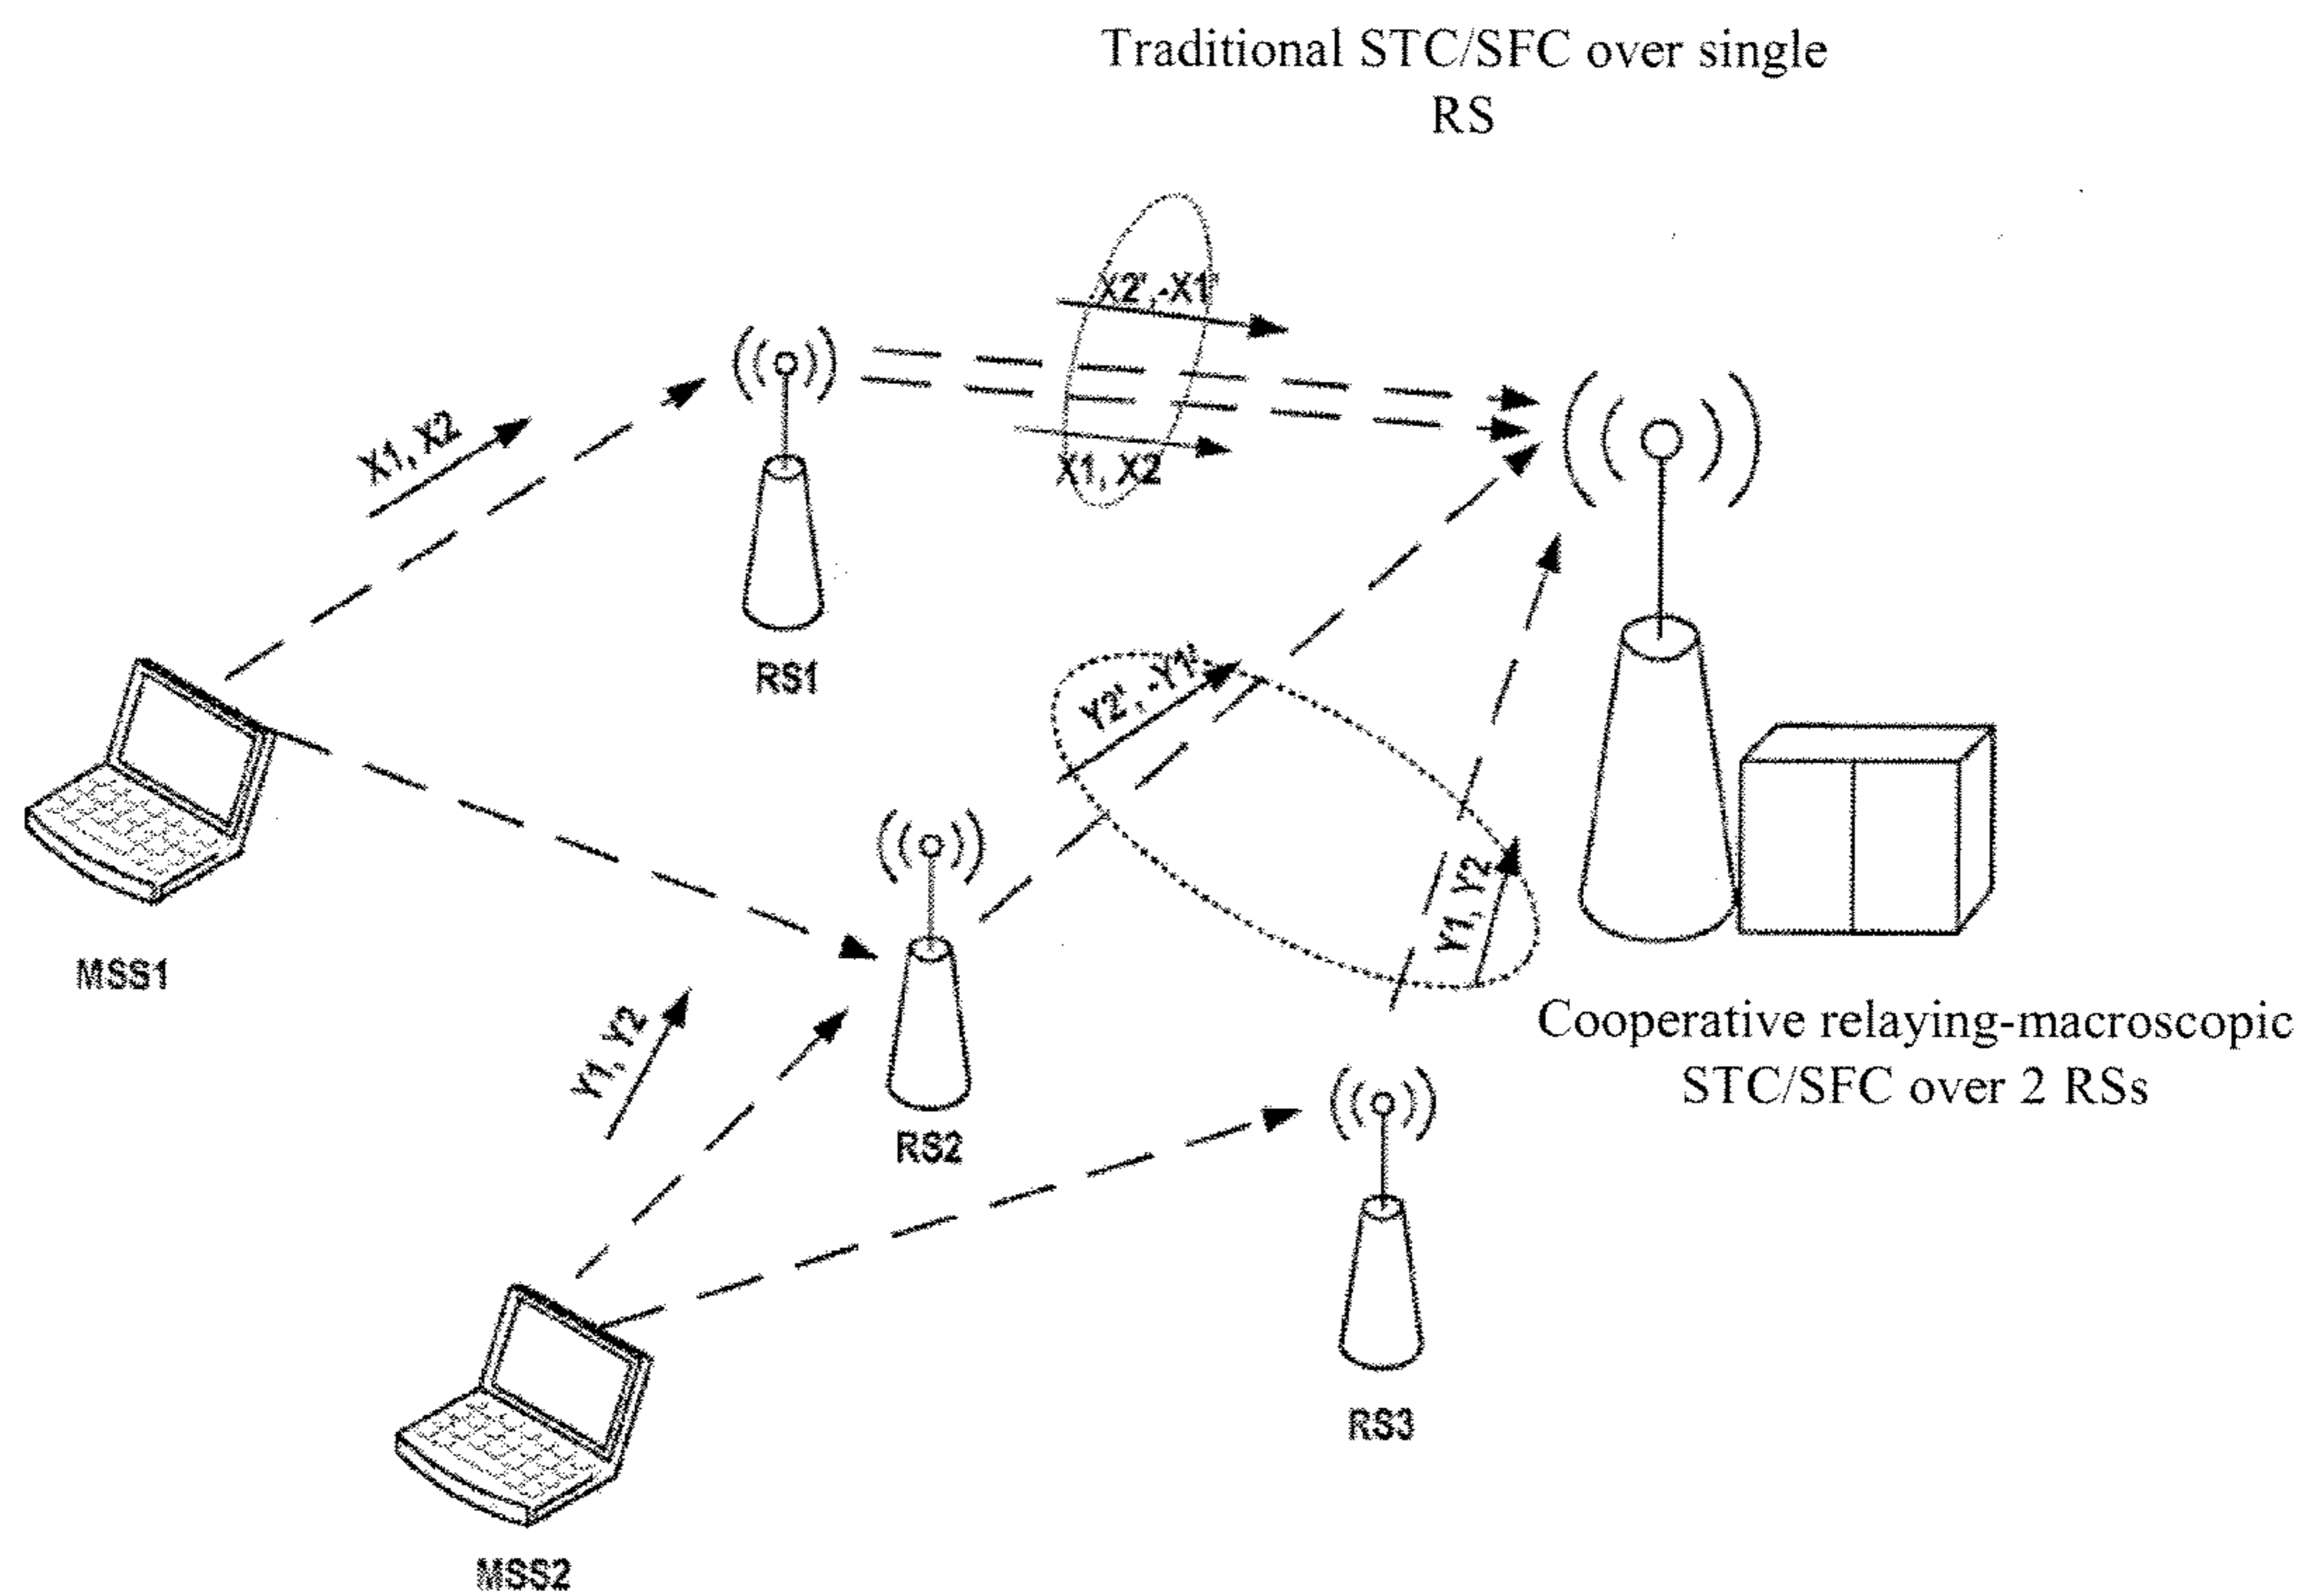 Traditional STC/SFC over single
RS
X2',-X1'
X1, X2
X1, X2
RS1
Y2', -Y1'
MSS1
Y1, Y2
Y1, Y2
Cooperative relaying-macroscopic
STC/SFC over 2 RSs
RS2
RS3
MSS2